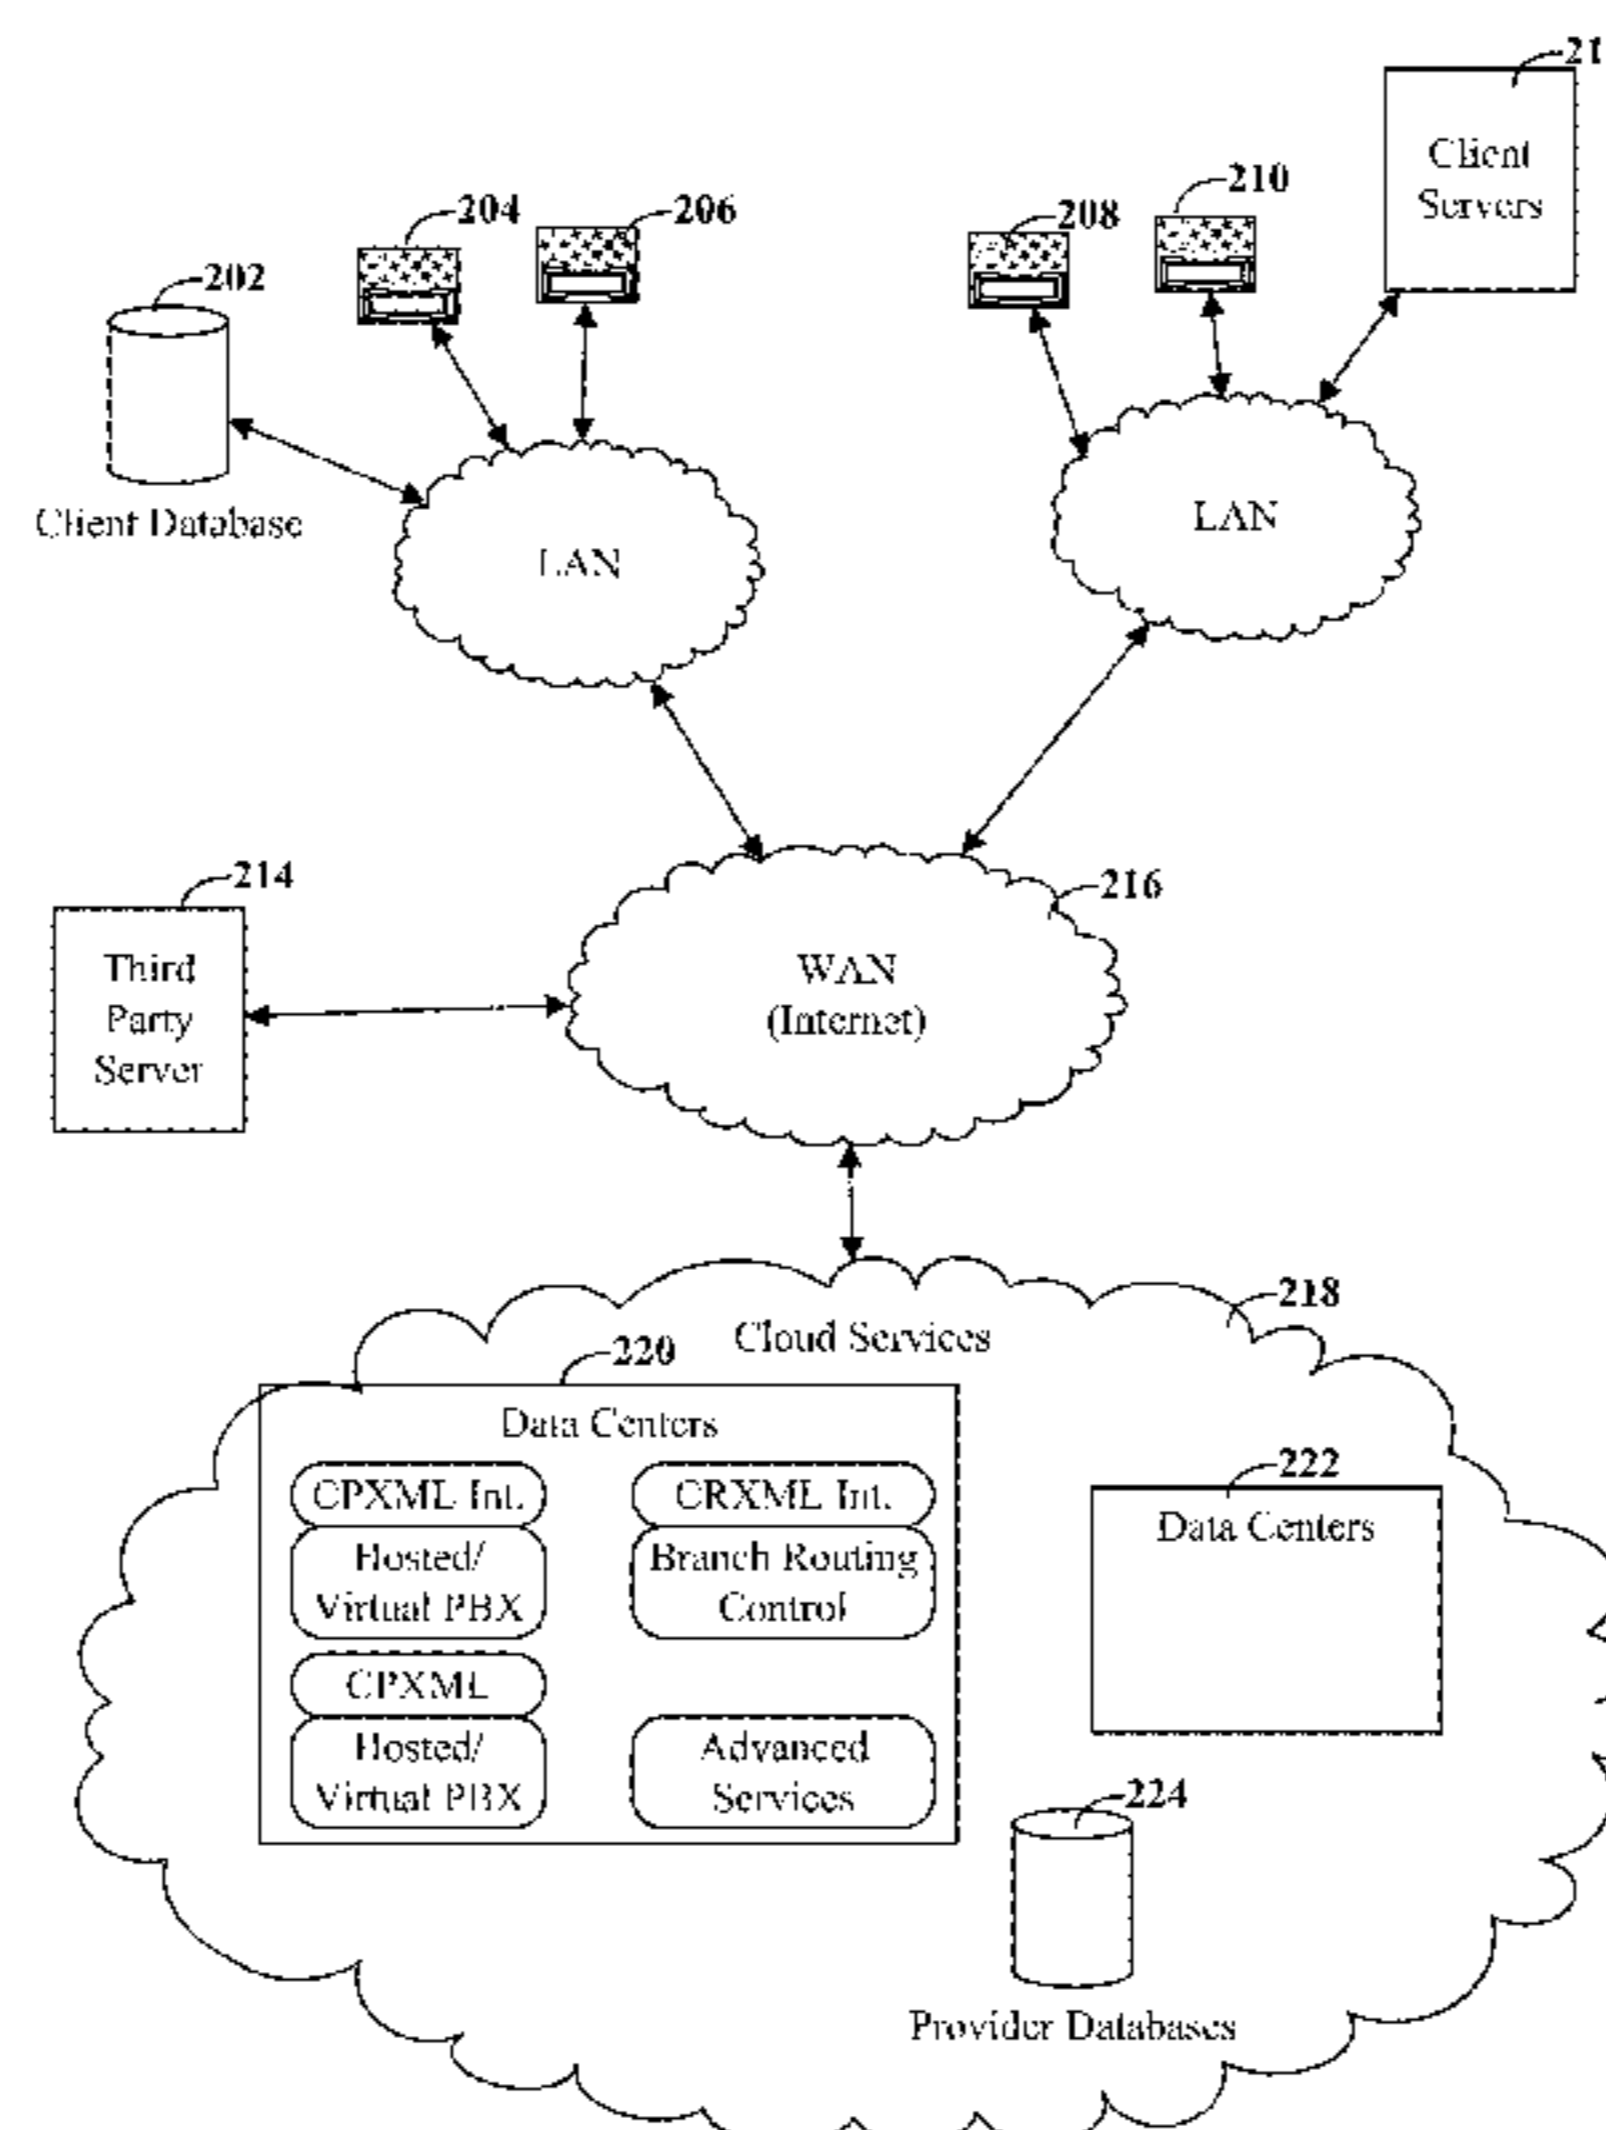 21
Client
Servers
210
204
206
208
202
Client Database
LAN
LAN
214
216
Third
Party
Server
WAN
(Internet)
218
Cloud Services
220
Data Centers
CPXML Int.
CRXML Int.
Hosted/
Virtual PBX
Branch Routing
Control
CPXML
Hosted/
Virtual PBX
Advanced
Services
222
Data Centers
224
Provider Databases